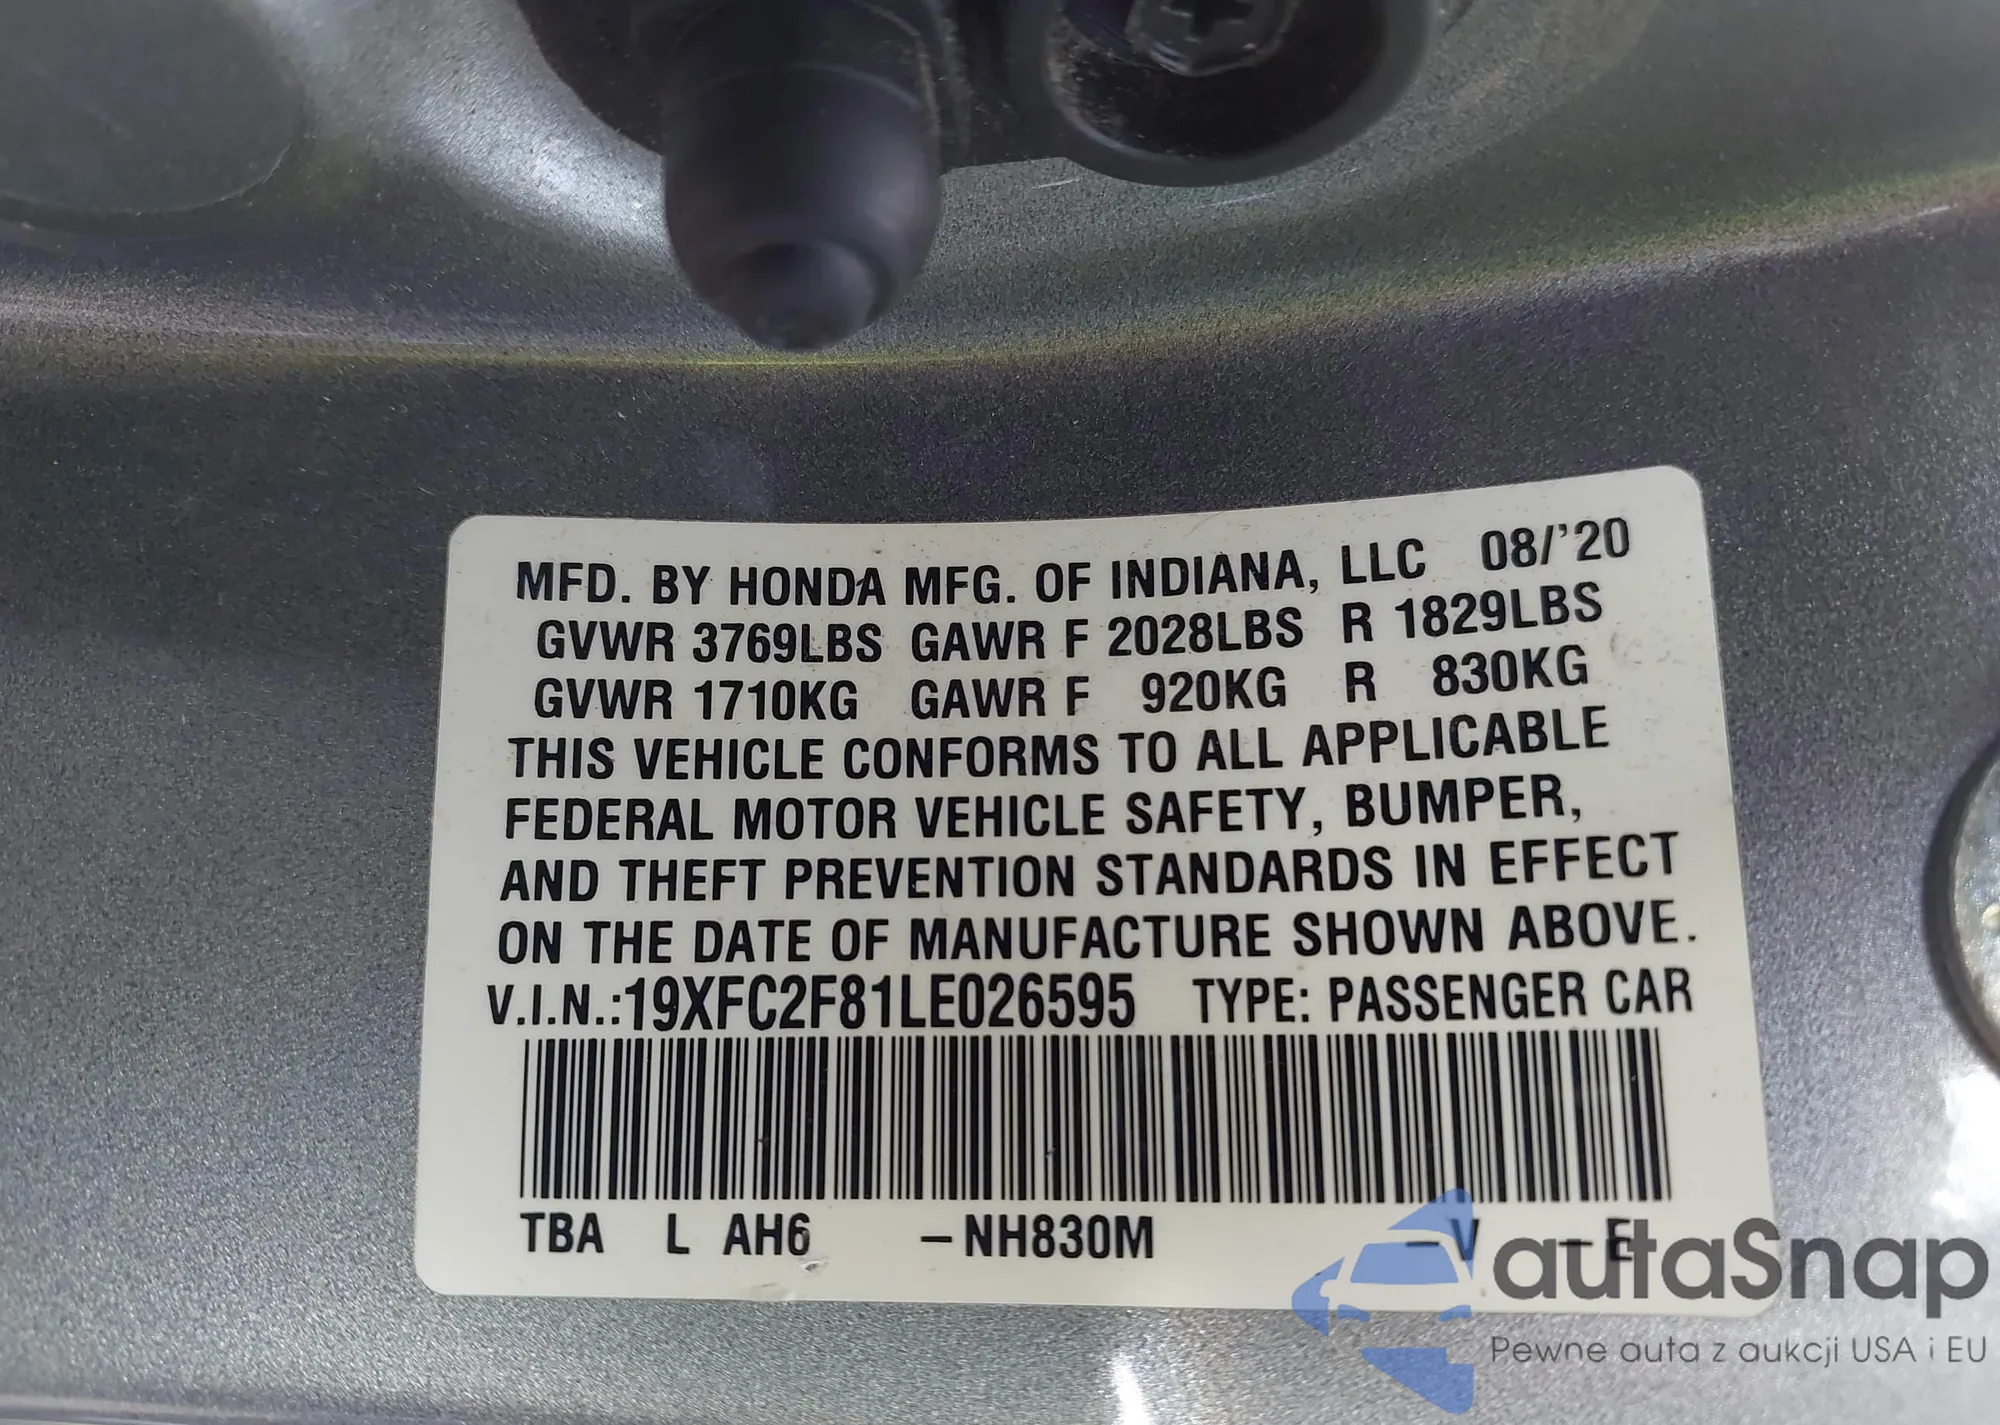 MFD. BY HONDA MFG. OF INDIANA, LLC 08/'20
GVWR 3769LBS GAWR F 2028LBS R 1829LBS
GVWR 1710KG GAWR F 920KG R 830KG
THIS VEHICLE CONFORMS TO ALL APPLICABLE
FEDERAL MOTOR VEHICLE SAFETY, BUMPER,
AND THEFT PREVENTION STANDARDS IN EFFECT
ON THE DATE OF MANUFACTURE SHOWN ABOVE.
V.I.N.:19XFC2F81LE026595 TYPE: PASSENGER CAR
TBA L AH6 –NH830M –V –E
autaSnap
Pewne auta z aukcji USA i EU